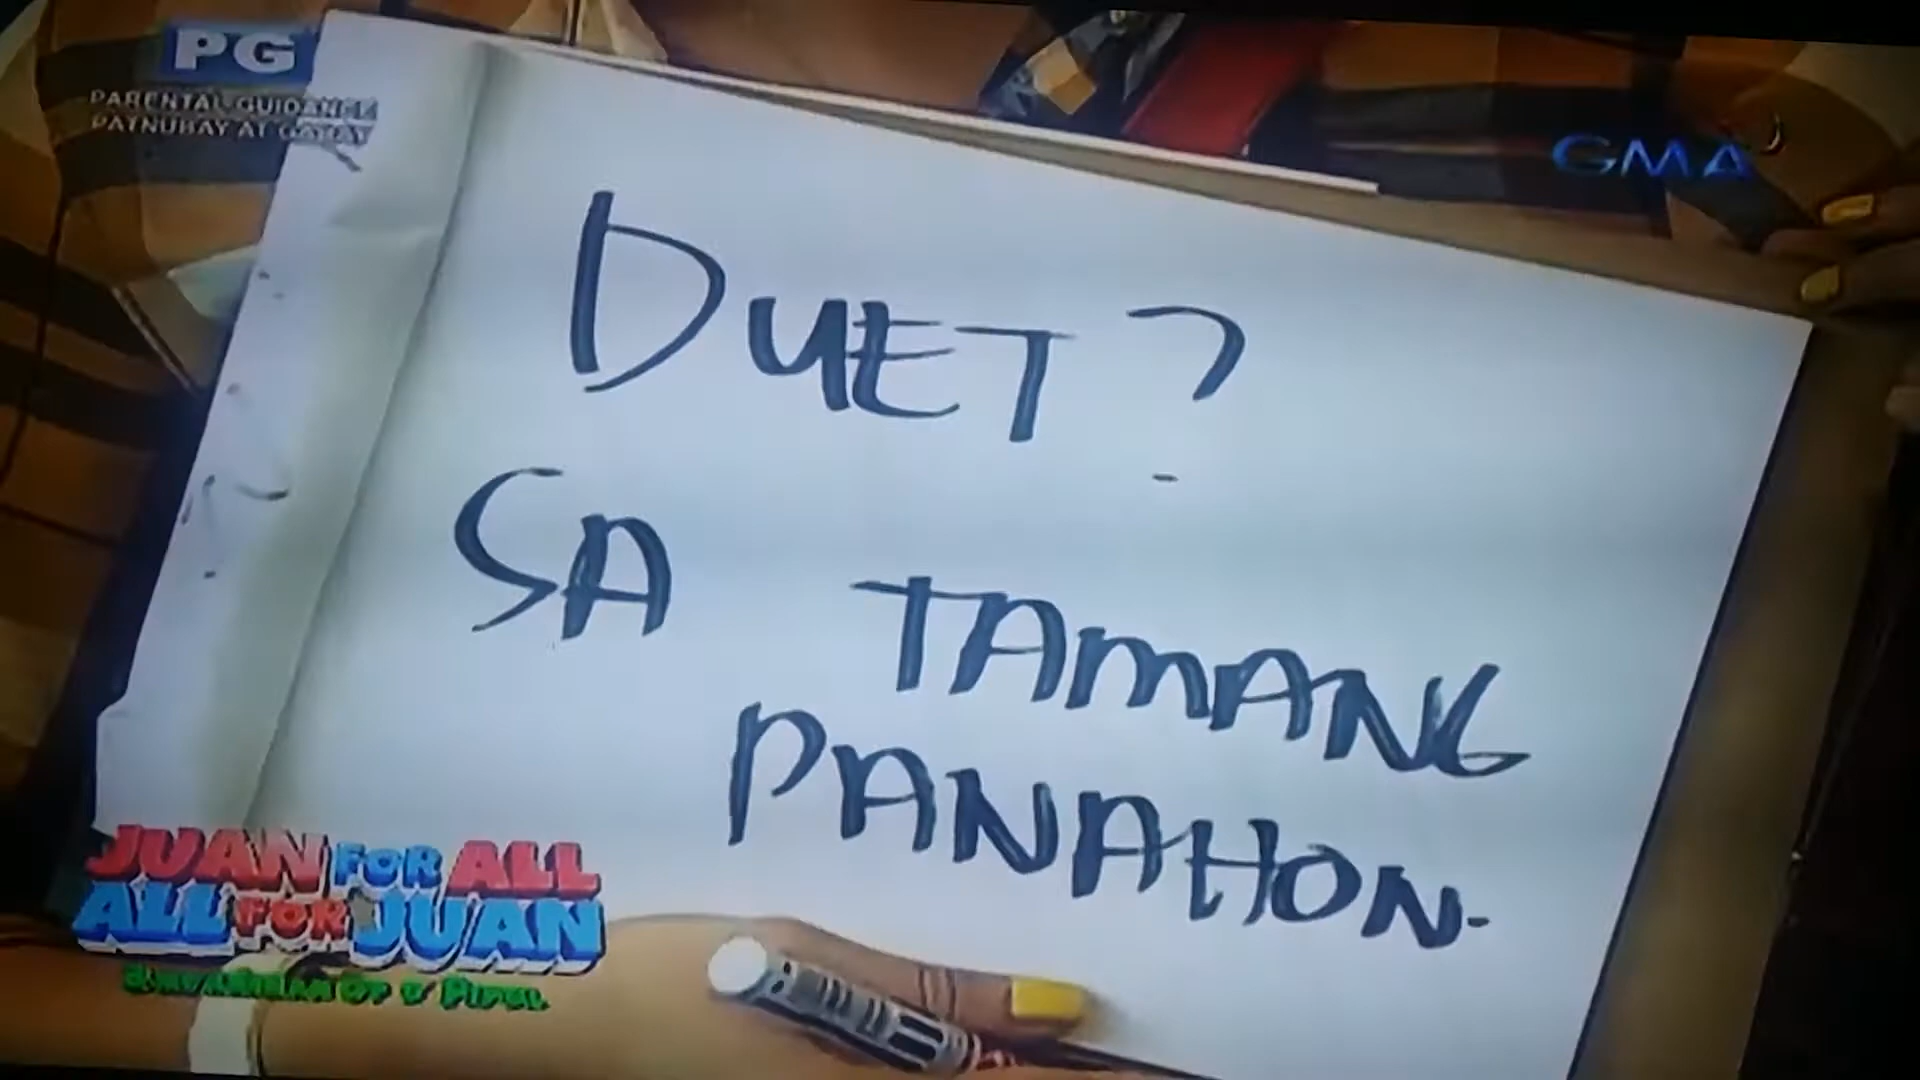 PG
PARENTAL GUIDANCE
PATNUBAY AT GABAY
GMA
DUET?
SA TAMANG
PANAHON.
JUAN FOR ALL
ALL FOR JUAN